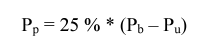 Pp = 25 % * (Pb – Pu)